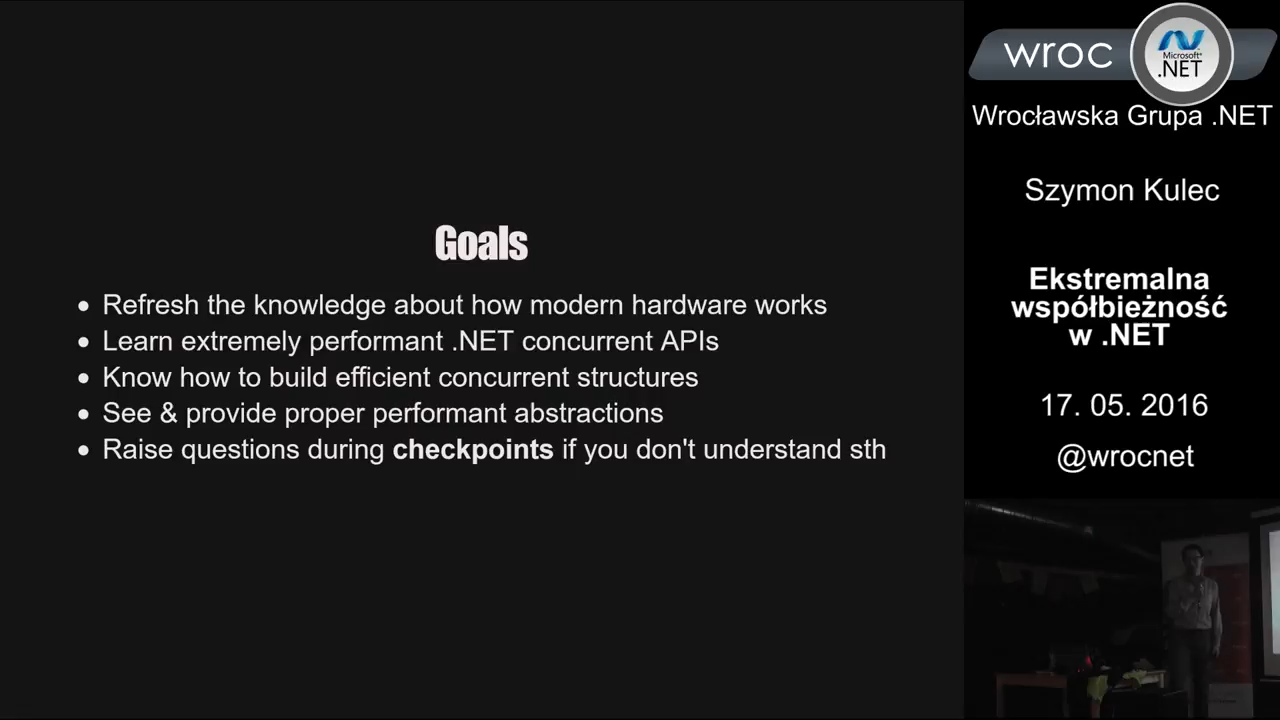 Goals
Refresh the knowledge about how modern hardware works
Learn extremely performant .NET concurrent APIs
Know how to build efficient concurrent structures
See & provide proper performant abstractions
Raise questions during checkpoints if you don't understand sth
wroc
Microsoft®
.NET
Wrocławska Grupa .NET
Szymon Kulec
Ekstremalna
współbieżność
w .NET
17. 05. 2016
@wrocnet